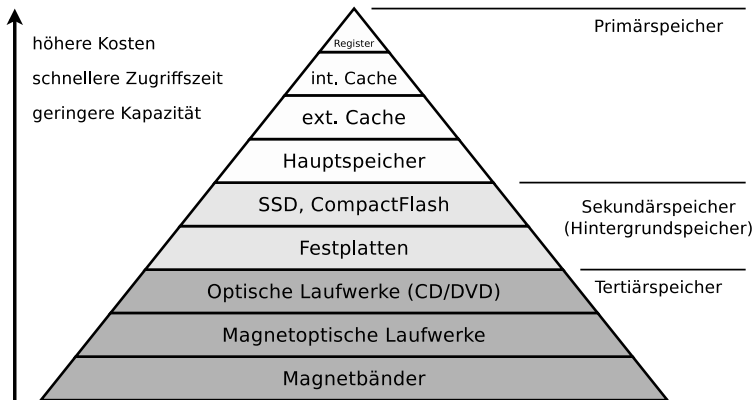 Primärspeicher
höhere Kosten
Register
schnellere Zugriffszeit
int. Cache
geringere Kapazität
ext. Cache
Hauptspeicher
SSD, CompactFlash
Sekundärspeicher
(Hintergrundspeicher)
Festplatten
Optische Laufwerke (CD/DVD)
Tertiärspeicher
Magnetoptische Laufwerke
Magnetbänder